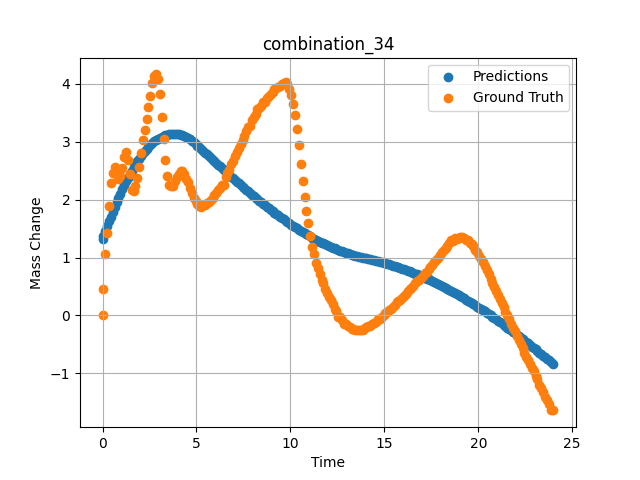 combination_34
Predictions
Ground Truth
Mass Change
4
3
2
1
0
−1
0 5 10 15 20 25
Time